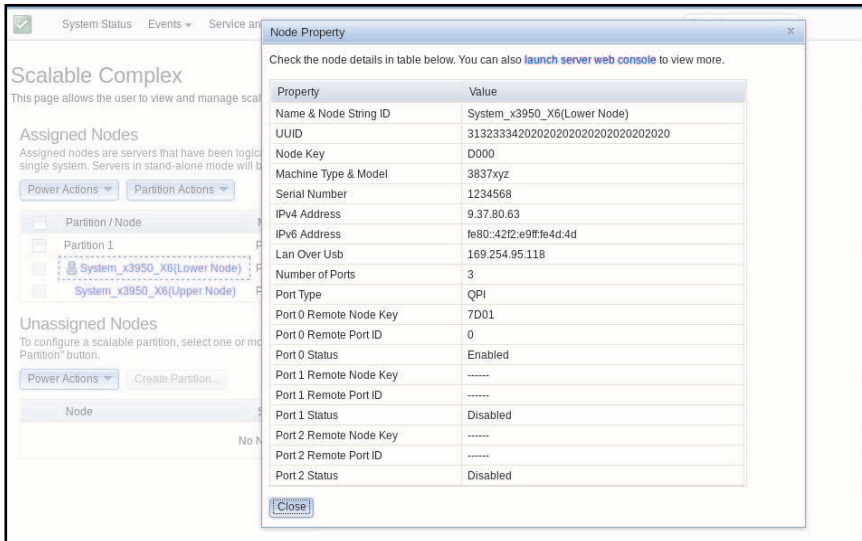 System Status Events Service an
Scalable Complex
This page allows the user to view and manage scal
Assigned Nodes
Assigned nodes are servers that have been logic
single system. Servers in stand-alone mode will b
Power Actions Partition Actions
Partition / Node
Partition 1
System_x3950_X6(Lower Node)
System_x3950_X6(Upper Node)
Unassigned Nodes
To configure a scalable partition, select one or mo
Partition" button.
Power Actions Create Partition...
Node
No N
Node Property x
Check the node details in table below. You can also launch server web console to view more.
Property Value
Name & Node String ID System_x3950_X6(Lower Node)
UUID 31323334202020202020202020202020
Node Key D000
Machine Type & Model 3837xyz
Serial Number 1234568
IPv4 Address 9.37.80.63
IPv6 Address fe80::42f2:e9ff:fe4d:4d
Lan Over Usb 169.254.95.118
Number of Ports 3
Port Type QPI
Port 0 Remote Node Key 7D01
Port 0 Remote Port ID 0
Port 0 Status Enabled
Port 1 Remote Node Key ------
Port 1 Remote Port ID ------
Port 1 Status Disabled
Port 2 Remote Node Key ------
Port 2 Remote Port ID ------
Port 2 Status Disabled
Close